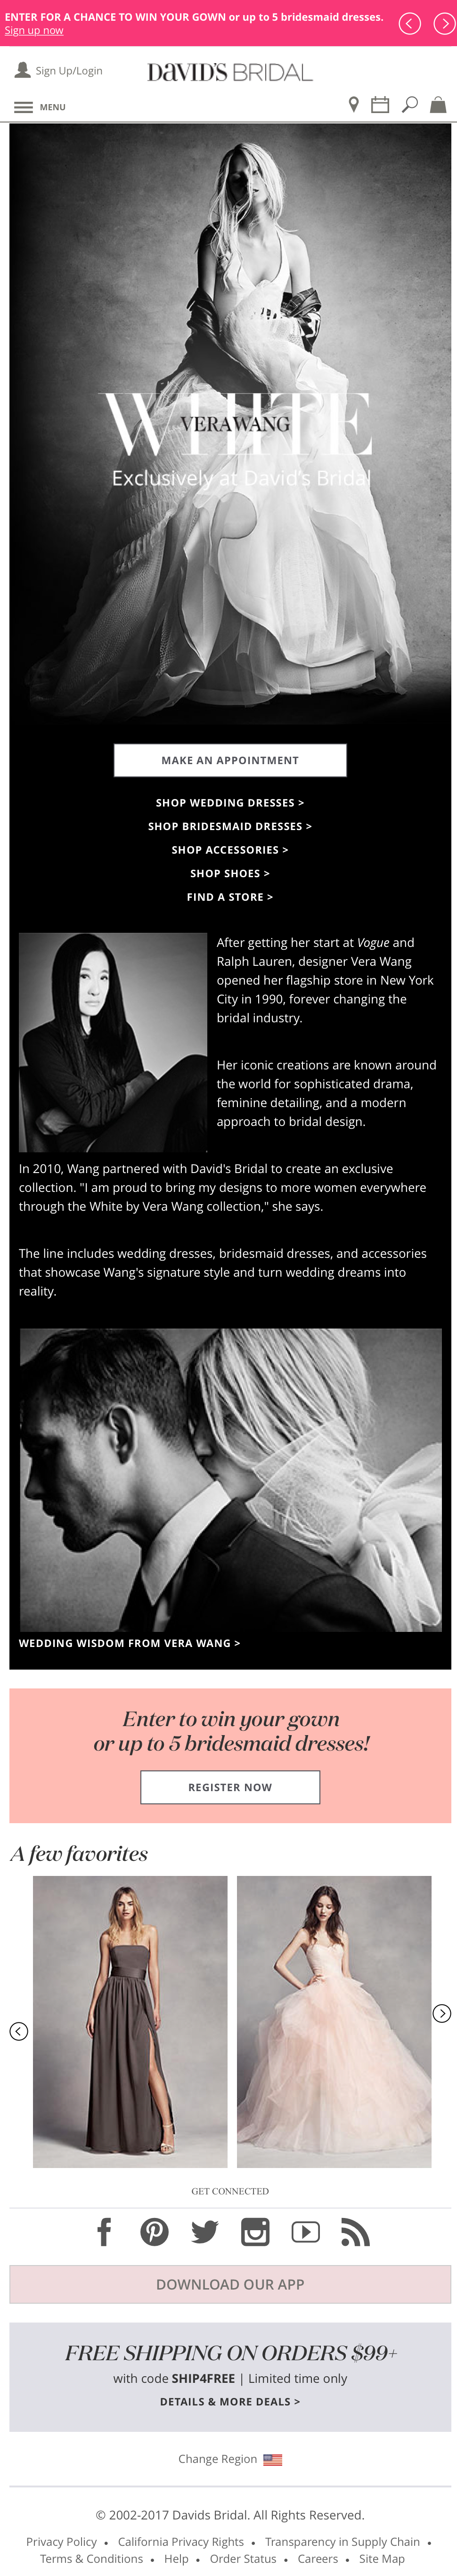 ENTER FOR A CHANCE TO WIN YOUR GOWN or up to 5 bridesmaid dresses.
Sign up now
Sign Up/Login
DAVID'S BRIDAL
MENU
WHITE
VERA WANG
Exclusively at David's Bridal
MAKE AN APPOINTMENT
SHOP WEDDING DRESSES >
SHOP BRIDESMAID DRESSES >
SHOP ACCESSORIES >
SHOP SHOES >
FIND A STORE >
After getting her start at Vogue and
Ralph Lauren, designer Vera Wang
opened her flagship store in New York
City in 1990, forever changing the
bridal industry.
Her iconic creations are known around
the world for sophisticated drama,
feminine detailing, and a modern
approach to bridal design.
In 2010, Wang partnered with David's Bridal to create an exclusive
collection. "I am proud to bring my designs to more women everywhere
through the White by Vera Wang collection," she says.
The line includes wedding dresses, bridesmaid dresses, and accessories
that showcase Wang's signature style and turn wedding dreams into
reality.
WEDDING WISDOM FROM VERA WANG >
Enter to win your gown
or up to 5 bridesmaid dresses!
REGISTER NOW
A few favorites
GET CONNECTED
DOWNLOAD OUR APP
FREE SHIPPING ON ORDERS $99+
with code SHIP4FREE | Limited time only
DETAILS & MORE DEALS >
Change Region
© 2002-2017 Davids Bridal. All Rights Reserved.
Privacy Policy • California Privacy Rights • Transparency in Supply Chain •
Terms & Conditions • Help • Order Status • Careers • Site Map